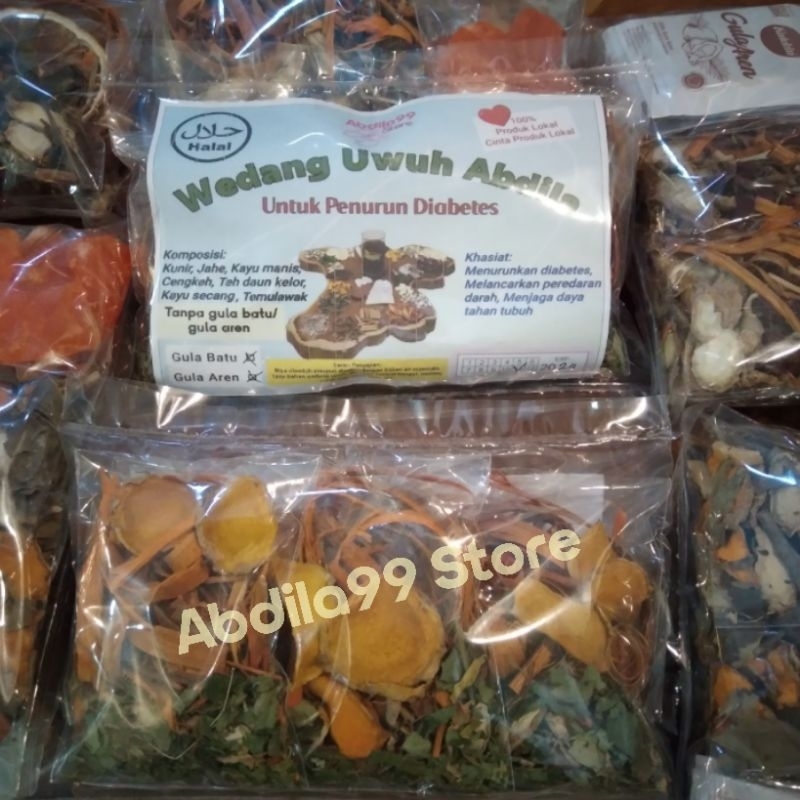 Gulapan
Abdila99
Store
حلال
Halal
100%
Produk Lokal
Cinta Produk Lokal
Wedang Uwuh Abdila
Untuk Penurun Diabetes
Komposisi:
Kunir, Jahe, Kayu manis,
Cengkeh, Teh daun kelor,
Kayu secang, Temulawak
Tanpa gula batu/
gula aren
Gula Batu
Gula Aren
Khasiat:
Menurunkan diabetes,
Melancarkan peredaran
darah, Menjaga daya
tahan tubuh
Abdila99 Store